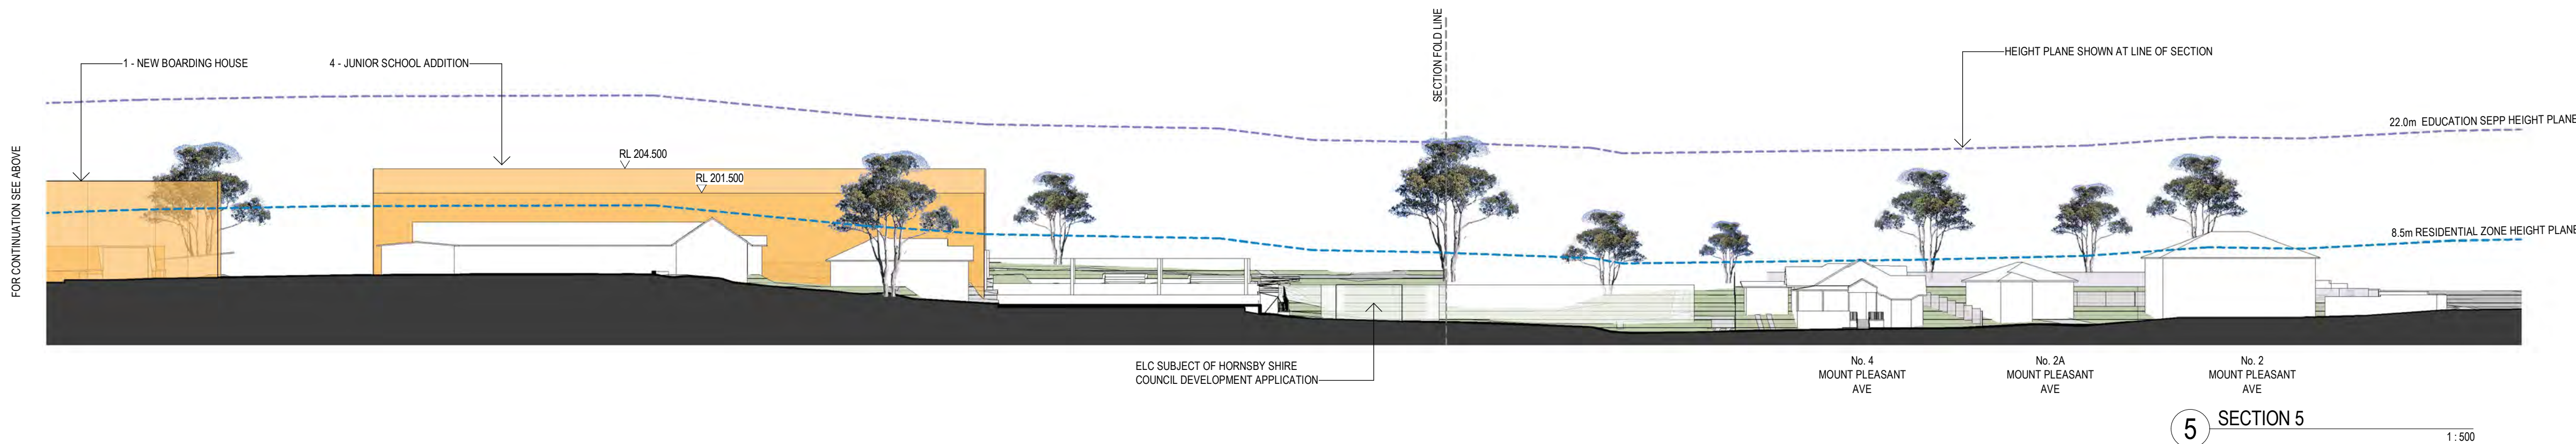 SECTION FOLD LINE
HEIGHT PLANE SHOWN AT LINE OF SECTION
1 - NEW BOARDING HOUSE
4 - JUNIOR SCHOOL ADDITION
22.0m EDUCATION SEPP HEIGHT PLANE
FOR CONTINUATION SEE ABOVE
RL 204.500
RL 201.500
8.5m RESIDENTIAL ZONE HEIGHT PLANE
ELC SUBJECT OF HORNSBY SHIRE
COUNCIL DEVELOPMENT APPLICATION
No. 4
MOUNT PLEASANT
AVE
No. 2A
MOUNT PLEASANT
AVE
No. 2
MOUNT PLEASANT
AVE
5 SECTION 5
1 : 500